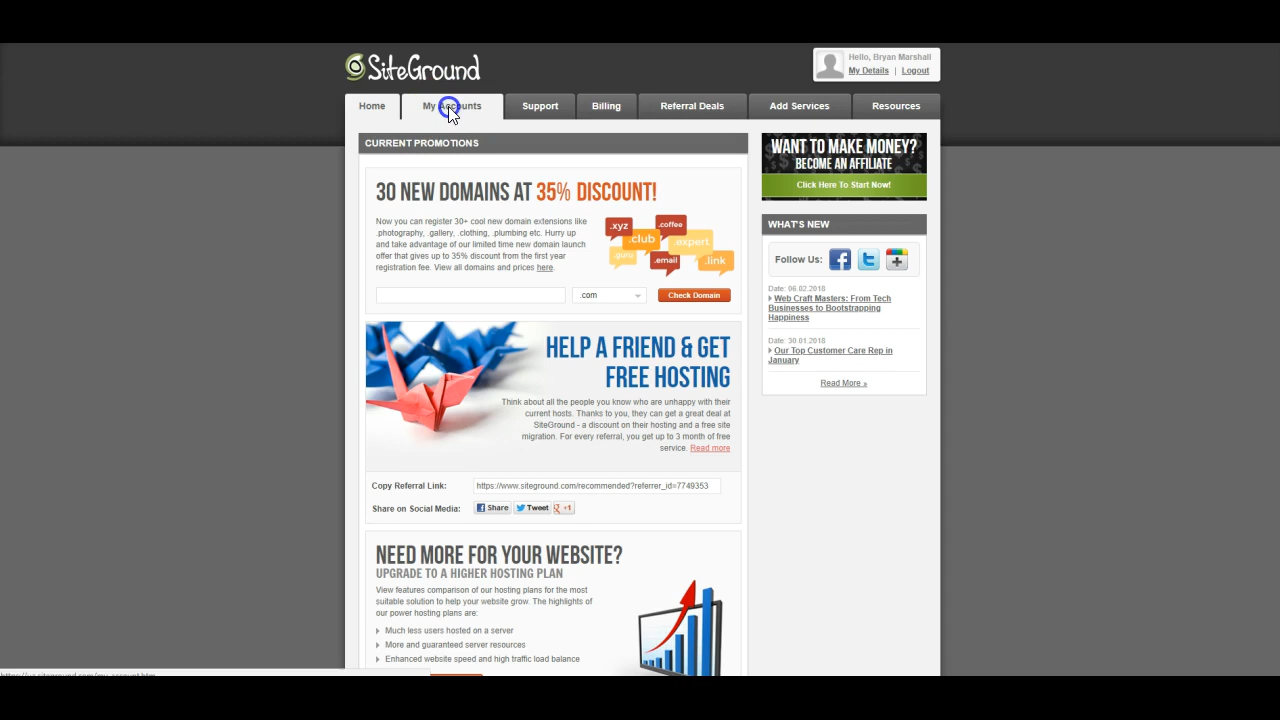 SiteGround
Hello, Bryan Marshall
My Details | Logout
Home
My Accounts
Support
Billing
Referral Deals
Add Services
Resources
CURRENT PROMOTIONS
30 NEW DOMAINS AT 35% DISCOUNT!
Now you can register 30+ cool new domain extensions like
.photography, .gallery, .clothing, .plumbing etc. Hurry up
and take advantage of our limited time new domain launch
offer that gives up to 35% discount from the first year
registration fee. View all domains and prices here.
.xyz
.coffee
.club
.expert
.guru
.email
.link
.com
Check Domain
HELP A FRIEND & GET
FREE HOSTING
Think about all the people you know who are unhappy with their
current hosts. Thanks to you, they can get a great deal at
SiteGround - a discount on their hosting and a free site
migration. For every referral, you get up to 3 month of free
service. Read more
Copy Referral Link:
https://www.siteground.com/recommended?referrer_id=7749353
Share on Social Media:
Share
Tweet
+1
NEED MORE FOR YOUR WEBSITE?
UPGRADE TO A HIGHER HOSTING PLAN
View features comparison of our hosting plans for the most
suitable solution to help your website grow. The highlights of
our power hosting plans are:
Much less users hosted on a server
More and guaranteed server resources
Enhanced website speed and high traffic load balance
WANT TO MAKE MONEY?
BECOME AN AFFILIATE
Click Here To Start Now!
WHAT'S NEW
Follow Us:
Date: 06.02.2018
Web Craft Masters: From Tech
Businesses to Bootstrapping
Happiness
Date: 30.01.2018
Our Top Customer Care Rep in
January
Read More »